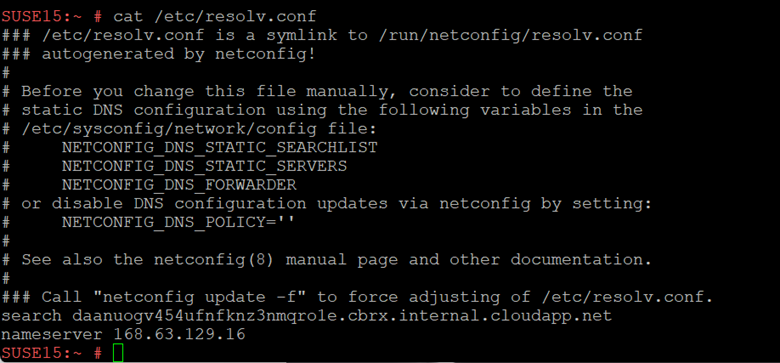 SUSE15:~ # cat /etc/resolv.conf
### /etc/resolv.conf is a symlink to /run/netconfig/resolv.conf
### autogenerated by netconfig!
#
# Before you change this file manually, consider to define the
# static DNS configuration using the following variables in the
# /etc/sysconfig/network/config file:
#     NETCONFIG_DNS_STATIC_SEARCHLIST
#     NETCONFIG_DNS_STATIC_SERVERS
#     NETCONFIG_DNS_FORWARDER
# or disable DNS configuration updates via netconfig by setting:
#     NETCONFIG_DNS_POLICY=''
#
# See also the netconfig(8) manual page and other documentation.
#
### Call "netconfig update -f" to force adjusting of /etc/resolv.conf.
search daanuogv454ufnfknz3nmqro1e.cbrx.internal.cloudapp.net
nameserver 168.63.129.16
SUSE15:~ #